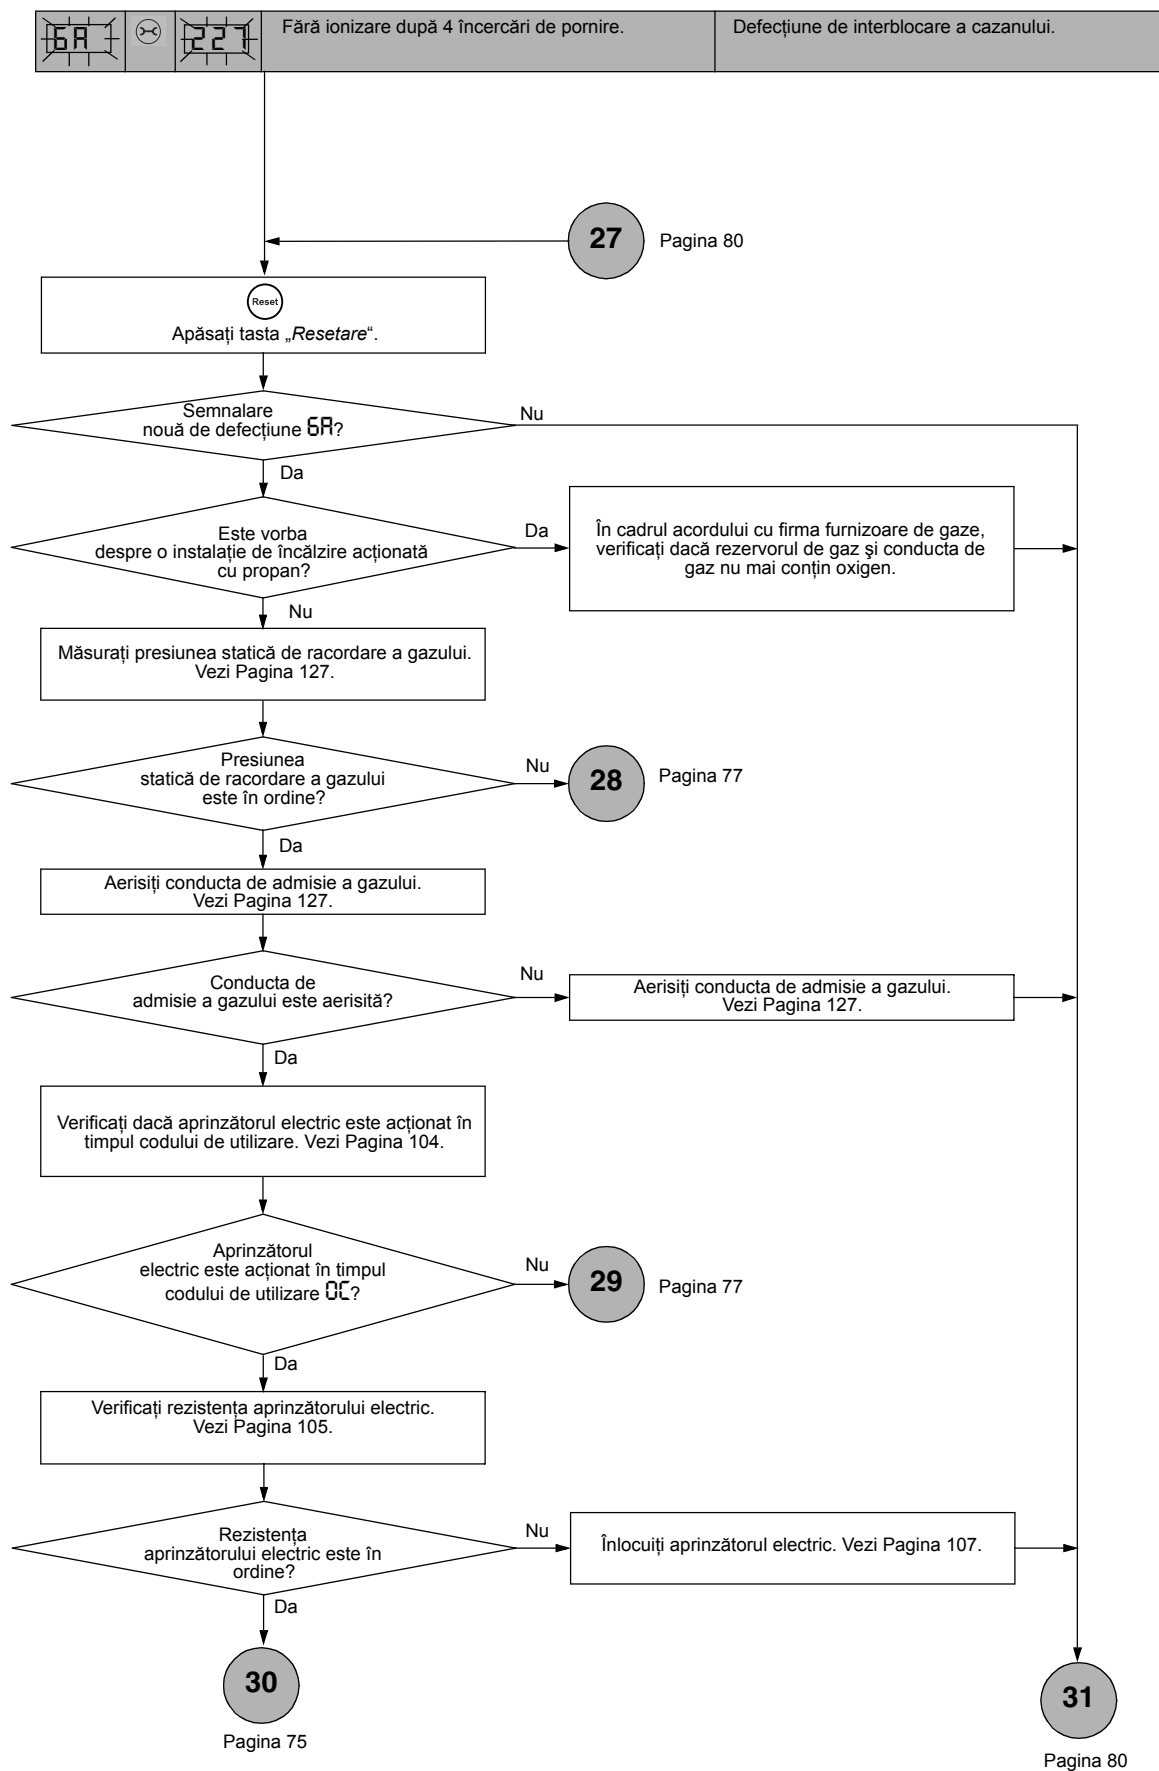 6A 227 Fără ionizare după 4 încercări de pornire. Defecțiune de interblocare a cazanului.
27 Pagina 80
Reset
Apăsați tasta „Resetare“.
Semnalare
nouă de defecțiune 6A?
Nu
Da
Este vorba
despre o instalație de încălzire acționată
cu propan?
Da
În cadrul acordului cu firma furnizoare de gaze,
verificați dacă rezervorul de gaz și conducta de
gaz nu mai conțin oxigen.
Nu
Măsurați presiunea statică de racordare a gazului.
Vezi Pagina 127.
Presiunea
statică de racordare a gazului
este în ordine?
Nu
28 Pagina 77
Da
Aerisiți conducta de admisie a gazului.
Vezi Pagina 127.
Conducta de
admisie a gazului este aerisită?
Nu
Aerisiți conducta de admisie a gazului.
Vezi Pagina 127.
Da
Verificați dacă aprinzătorul electric este acționat în
timpul codului de utilizare. Vezi Pagina 104.
Aprinzătorul
electric este acționat în timpul
codului de utilizare 0C?
Nu
29 Pagina 77
Da
Verificați rezistența aprinzătorului electric.
Vezi Pagina 105.
Rezistența
aprinzătorului electric este în
ordine?
Nu
Înlocuiți aprinzătorul electric. Vezi Pagina 107.
Da
30
Pagina 75
31
Pagina 80